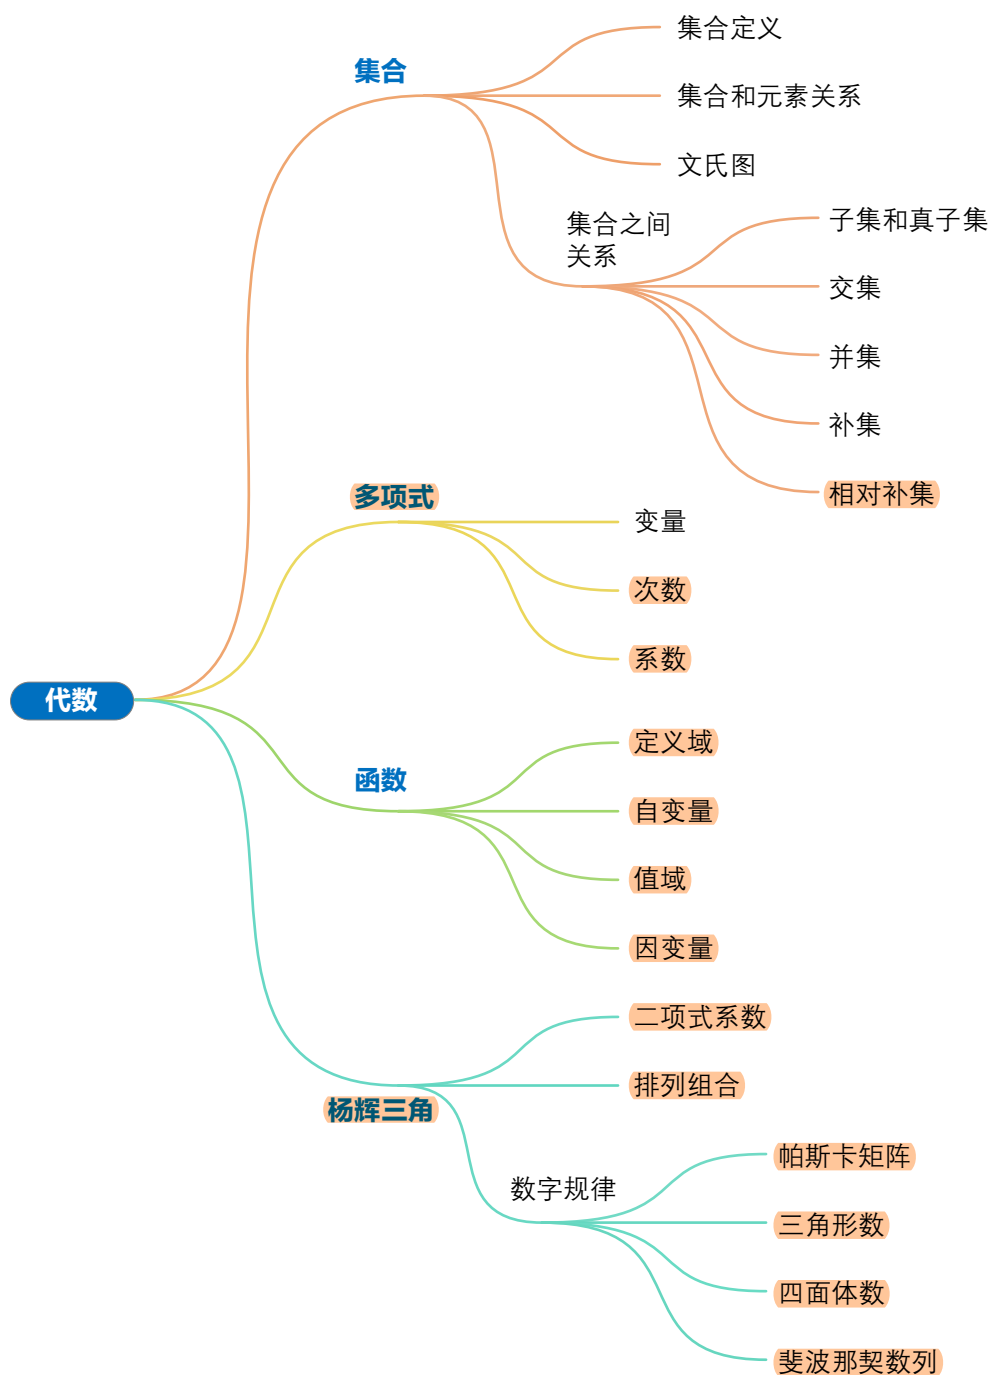 集合定义
集合
集合和元素关系
文氏图
集合之间
关系
子集和真子集
交集
并集
补集
相对补集
多项式
变量
次数
系数
代数
定义域
函数
自变量
值域
因变量
二项式系数
排列组合
杨辉三角
数字规律
帕斯卡矩阵
三角形数
四面体数
斐波那契数列